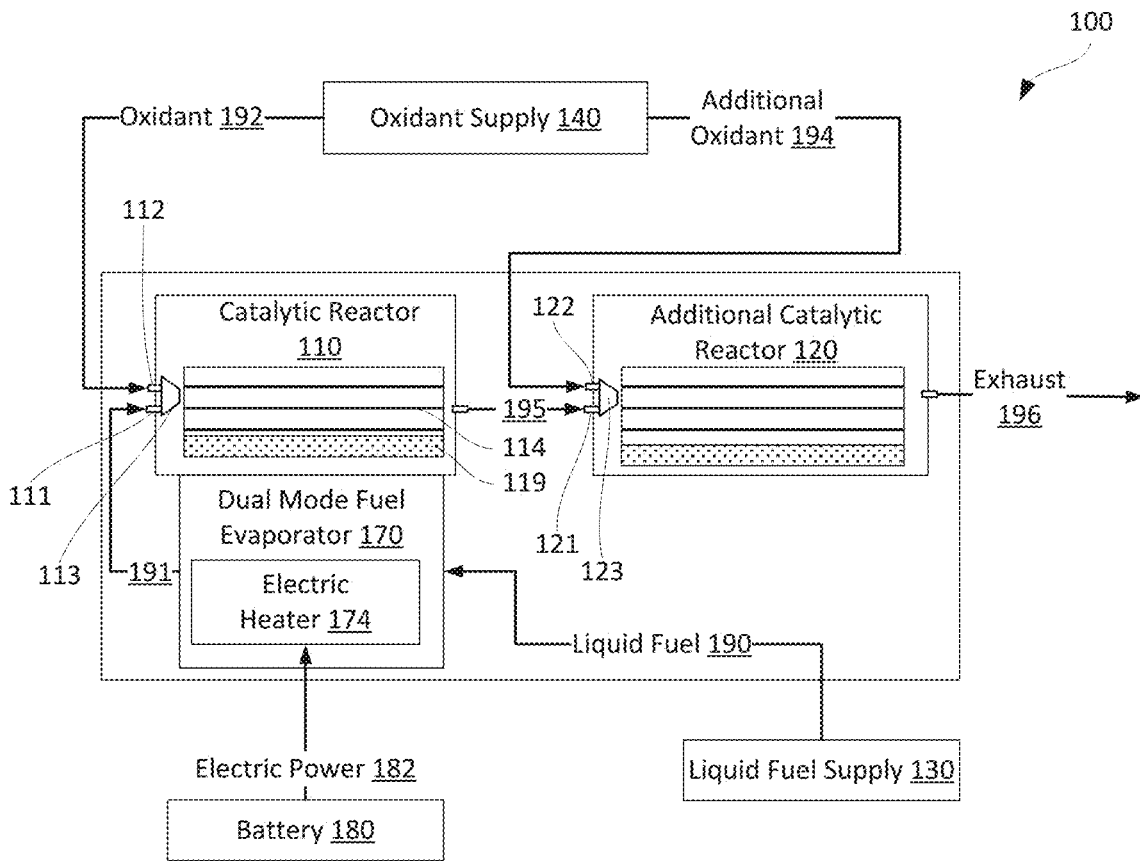 100
Oxidant 192
Oxidant Supply 140
Additional
Oxidant 194
112
Catalytic Reactor
110
122
Additional Catalytic
Reactor 120
Exhaust
196
195
114
119
111
113
191
Dual Mode Fuel
Evaporator 170
121
123
Electric
Heater 174
Liquid Fuel 190
Electric Power 182
Liquid Fuel Supply 130
Battery 180